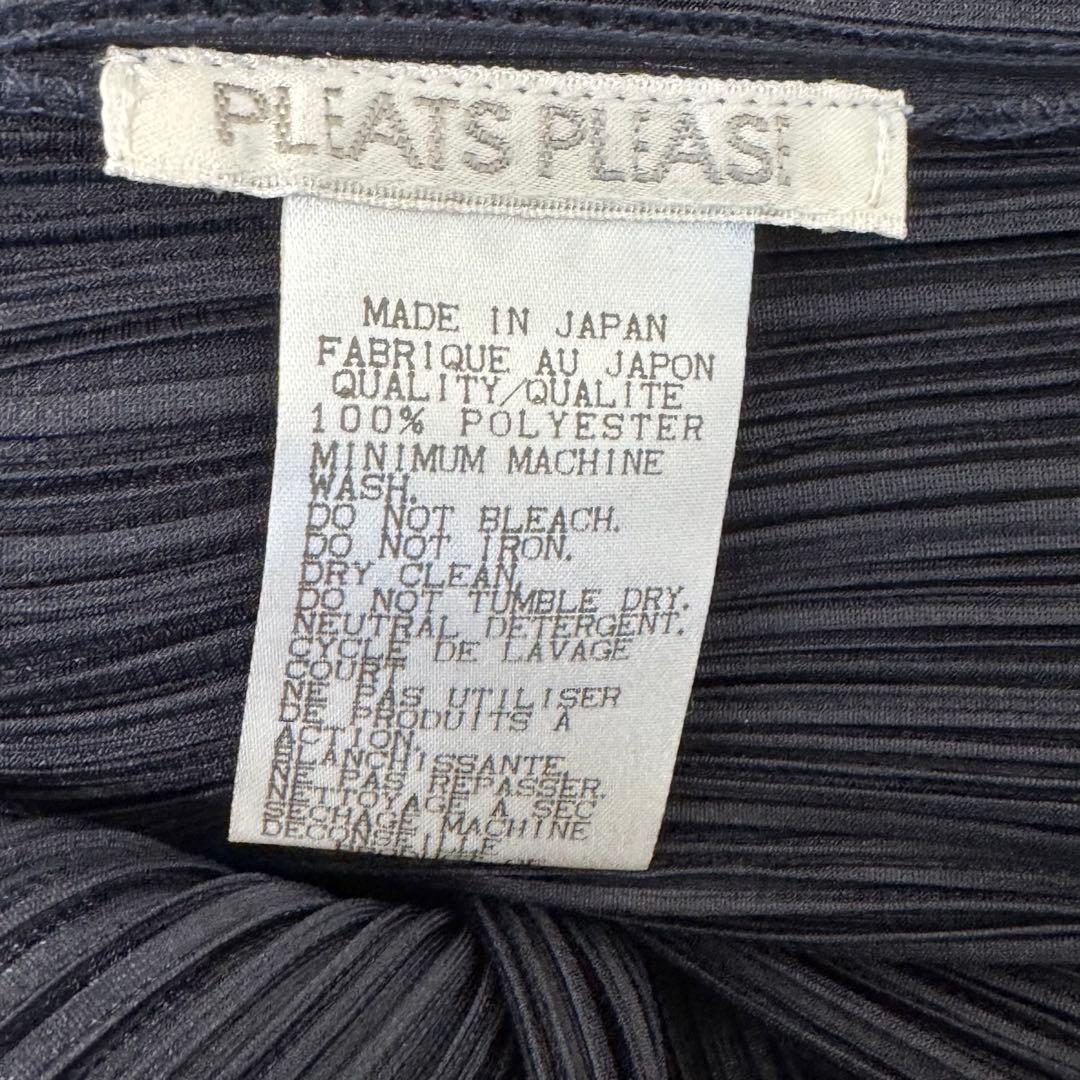 PLEATS PLEASE
MADE IN JAPAN
FABRIQUE AU JAPON
QUALITY/QUALITE
100% POLYESTER
MINIMUM MACHINE
WASH.
DO NOT BLEACH.
DO NOT IRON.
DRY CLEAN.
DO NOT TUMBLE DRY.
NEUTRAL DETERGENT.
CYCLE DE LAVAGE
COURT
NE PAS UTILISER
DE PRODUITS A
ACTION.
BLANCHISSANTE
NE PAS REPASSER.
NETTOYAGE A SEC
SECHAGE MACHINE
DECONSEILLE